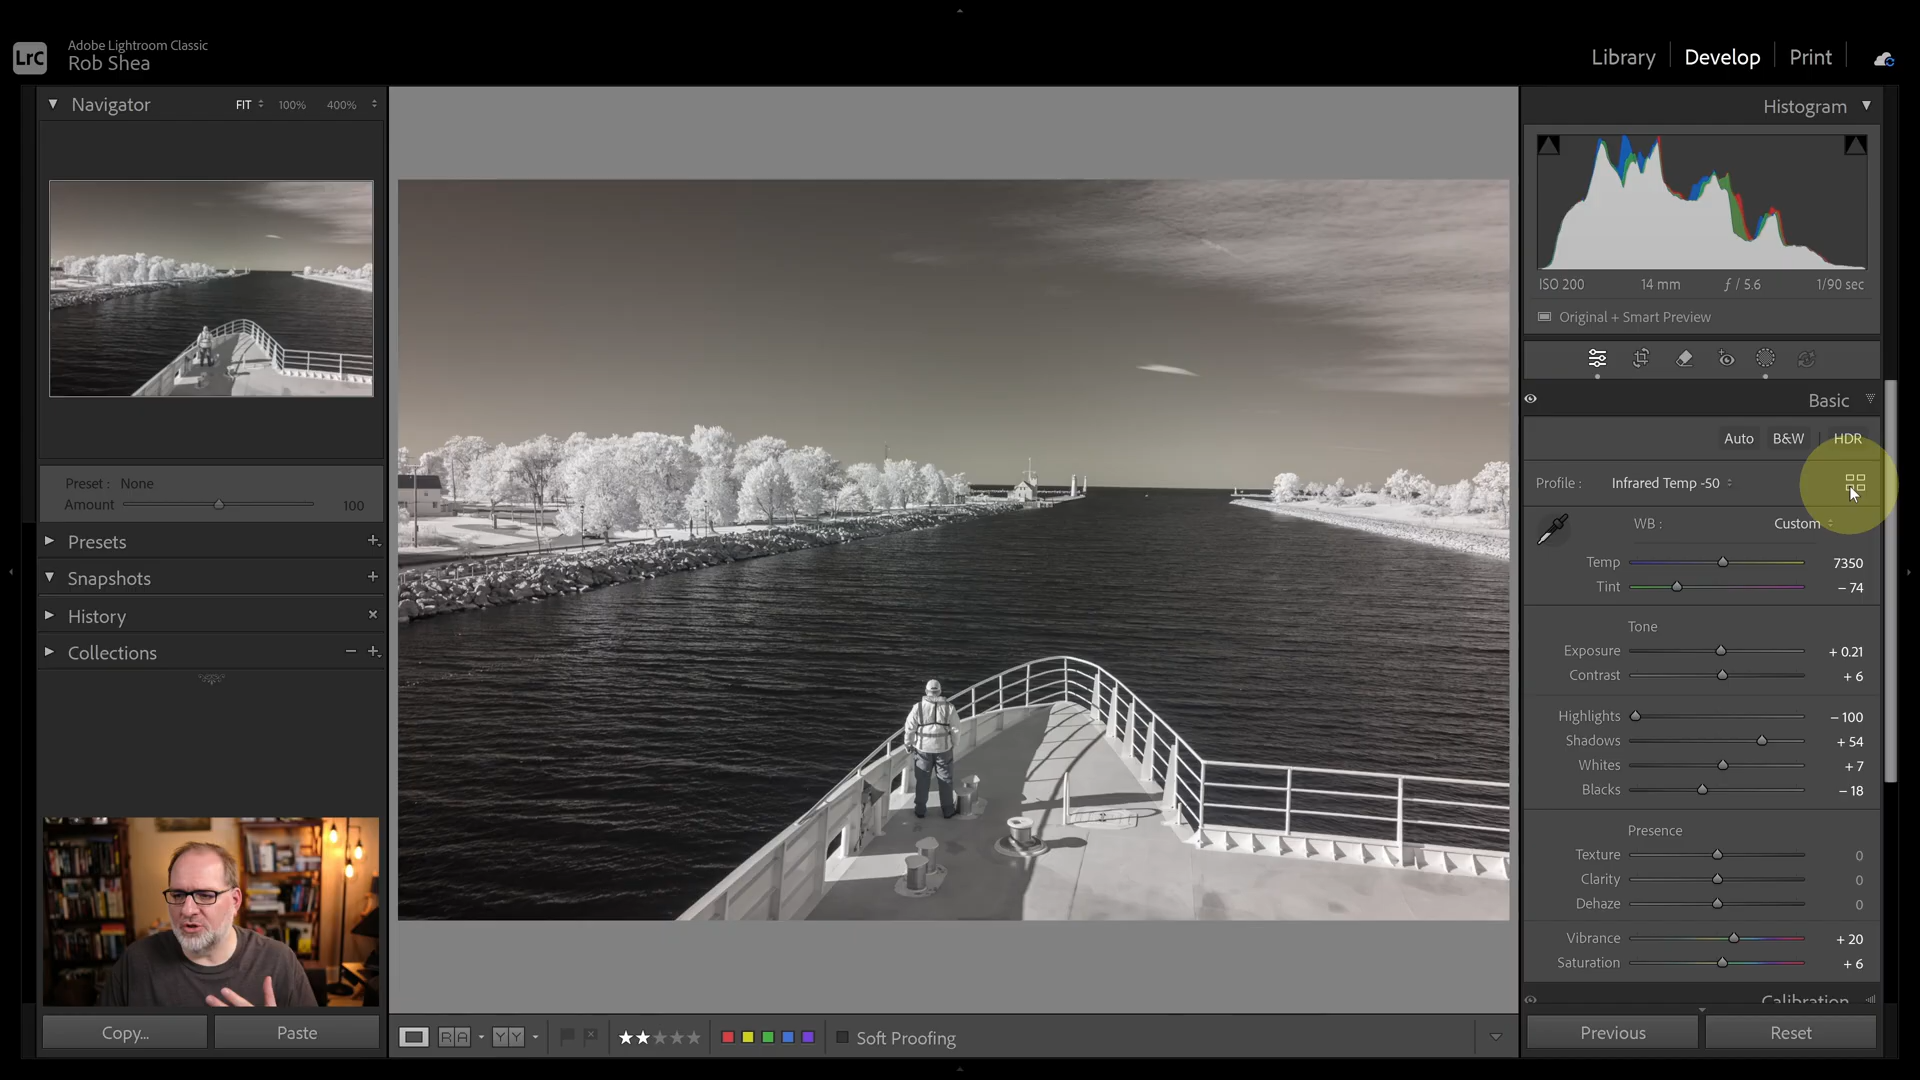 LrC
Adobe Lightroom Classic
Rob Shea
Library
Develop
Print
Navigator
FIT
100%
400%
Preset : None
Amount
100
Presets
Snapshots
History
Collections
Copy...
Paste
RA
YY
Soft Proofing
Histogram
ISO 200
14 mm
ƒ / 5.6
1/90 sec
Original + Smart Preview
Basic
Auto
B&W
HDR
Profile : Infrared Temp -50
WB : Custom
Temp 7350
Tint – 74
Tone
Exposure + 0.21
Contrast + 6
Highlights – 100
Shadows + 54
Whites + 7
Blacks – 18
Presence
Texture 0
Clarity 0
Dehaze 0
Vibrance + 20
Saturation + 6
Calibration
Previous
Reset